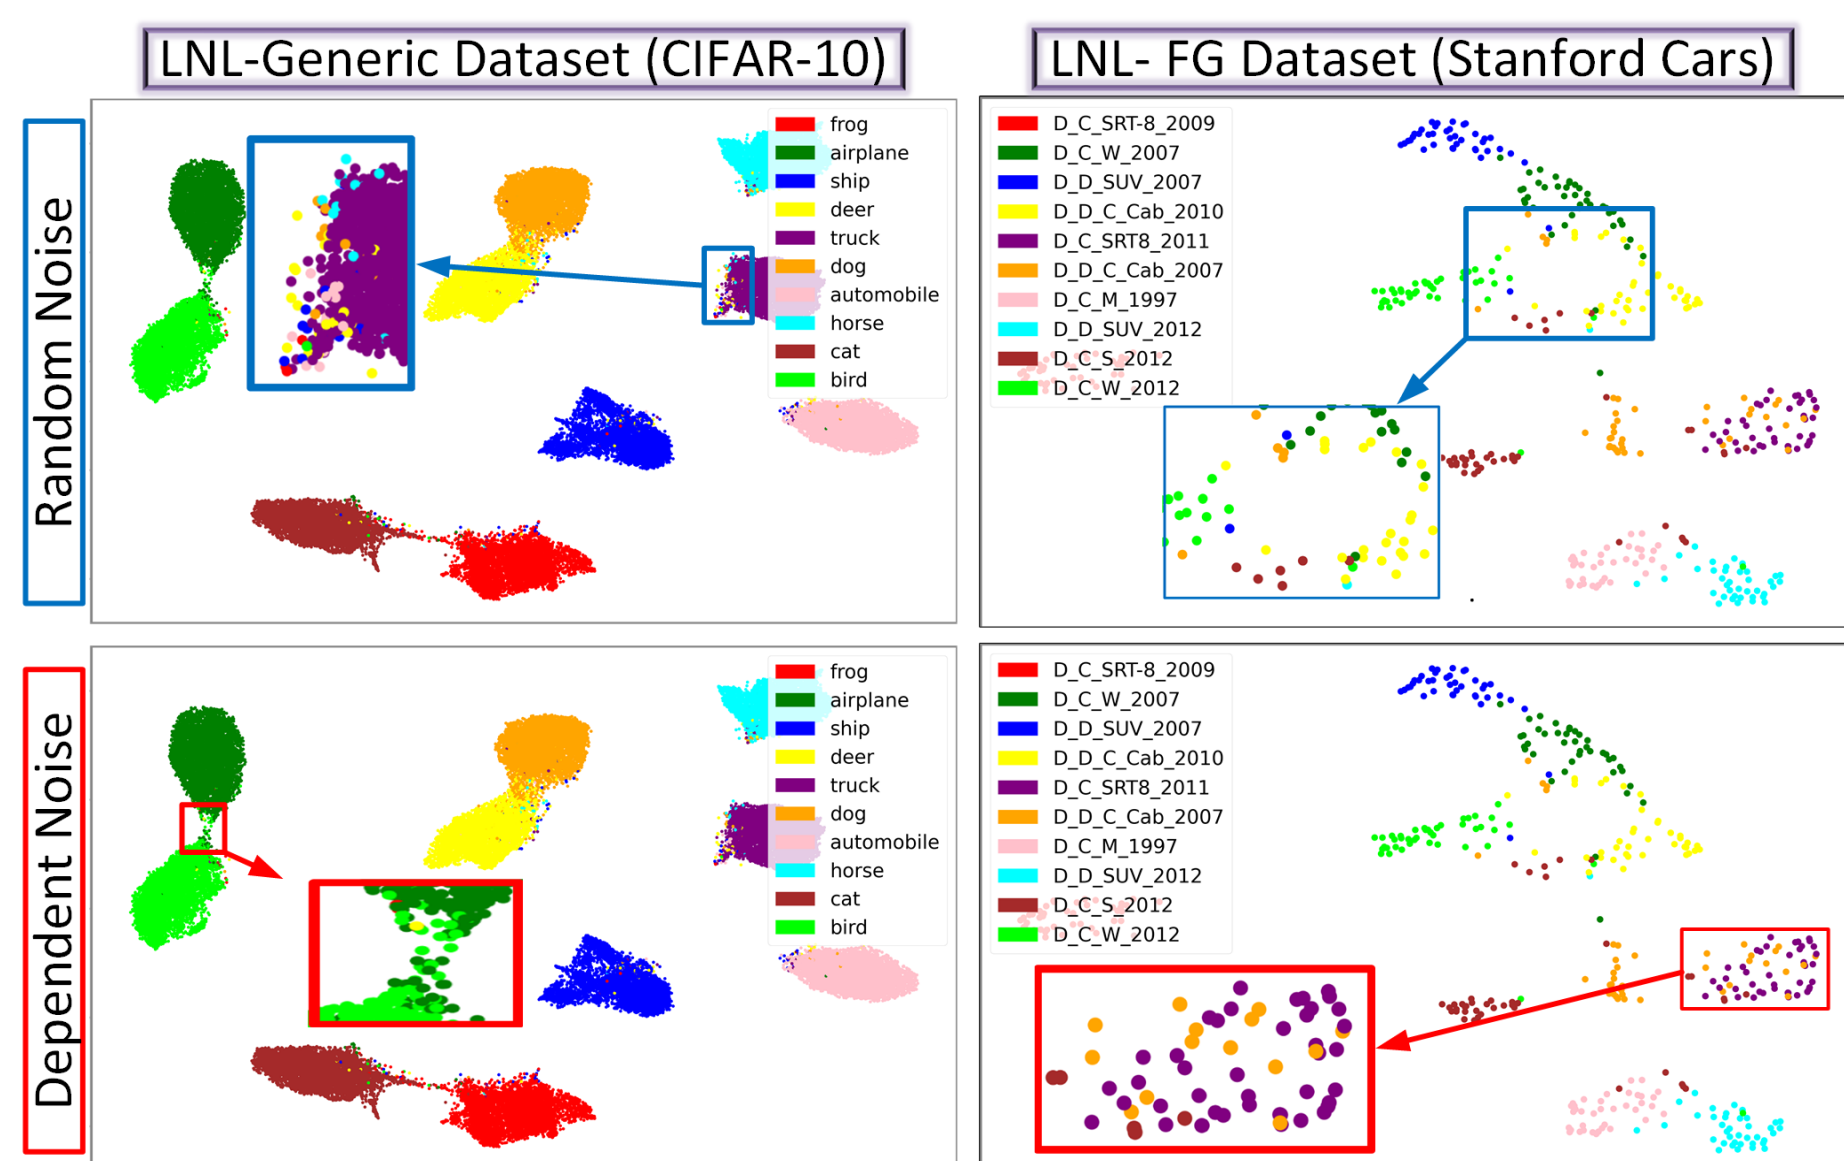 LNL-Generic Dataset (CIFAR-10)
LNL- FG Dataset (Stanford Cars)
Random Noise
frog
airplane
ship
deer
truck
dog
automobile
horse
cat
bird
D_C_SRT-8_2009
D_C_W_2007
D_D_SUV_2007
D_D_C_Cab_2010
D_C_SRT8_2011
D_D_C_Cab_2007
D_C_M_1997
D_D_SUV_2012
D_C_S_2012
D_C_W_2012
Dependent Noise
frog
airplane
ship
deer
truck
dog
automobile
horse
cat
bird
D_C_SRT-8_2009
D_C_W_2007
D_D_SUV_2007
D_D_C_Cab_2010
D_C_SRT8_2011
D_D_C_Cab_2007
D_C_M_1997
D_D_SUV_2012
D_C_S_2012
D_C_W_2012